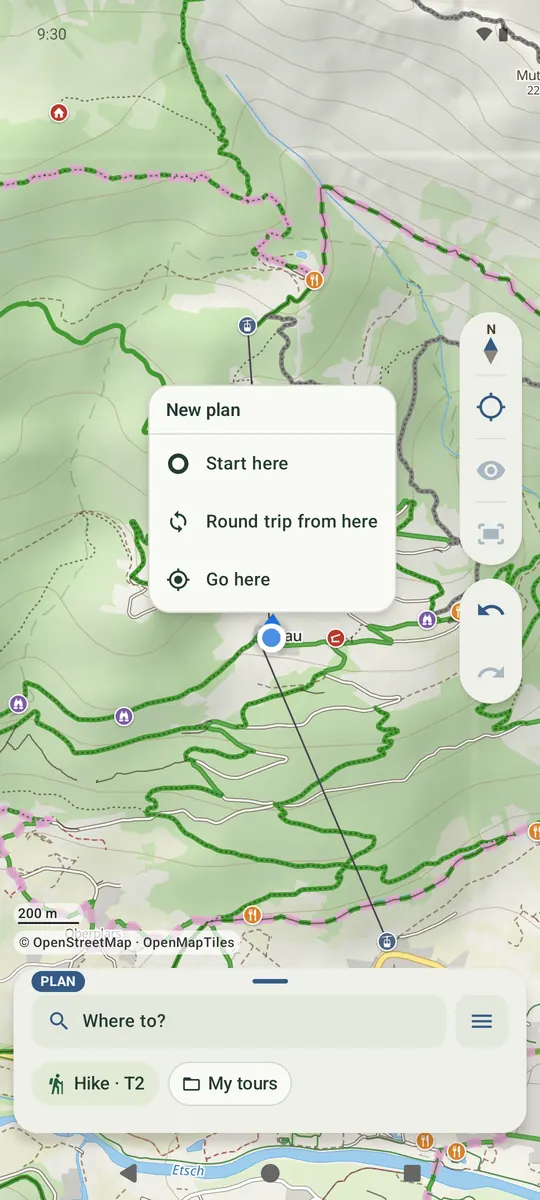 9:30
Mut
22
N
New plan
Start here
Round trip from here
Go here
au
200 m
Oberplars
© OpenStreetMap · OpenMapTiles
PLAN
Where to?
Hike · T2
My tours
Etsch